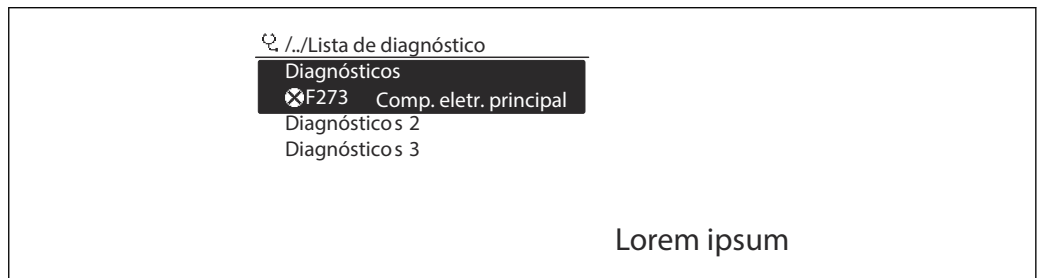 /../Lista de diagnóstico
Diagnósticos
F273 Comp. eletr. principal
Diagnósticos 2
Diagnósticos 3
Lorem ipsum